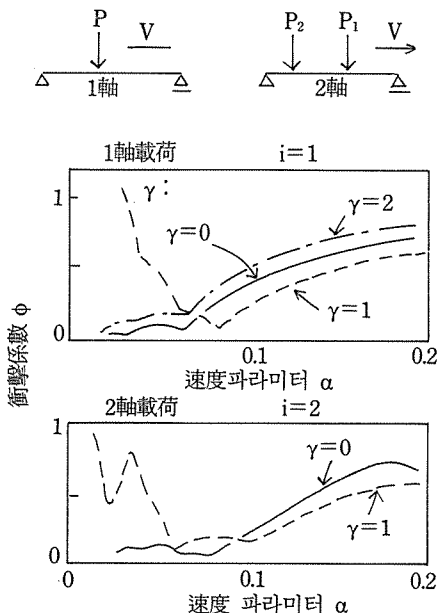 P V P₂ P₁ V
1軸 2軸
1軸載荷 i=1
1
γ:
γ=2
γ=0
γ=1
0
0.1 0.2
速度파라미터 α
衝擊係數 ϕ
2軸載荷 i=2
1
γ=0
γ=1
0
0 0.1 0.2
速度 파라미터 α